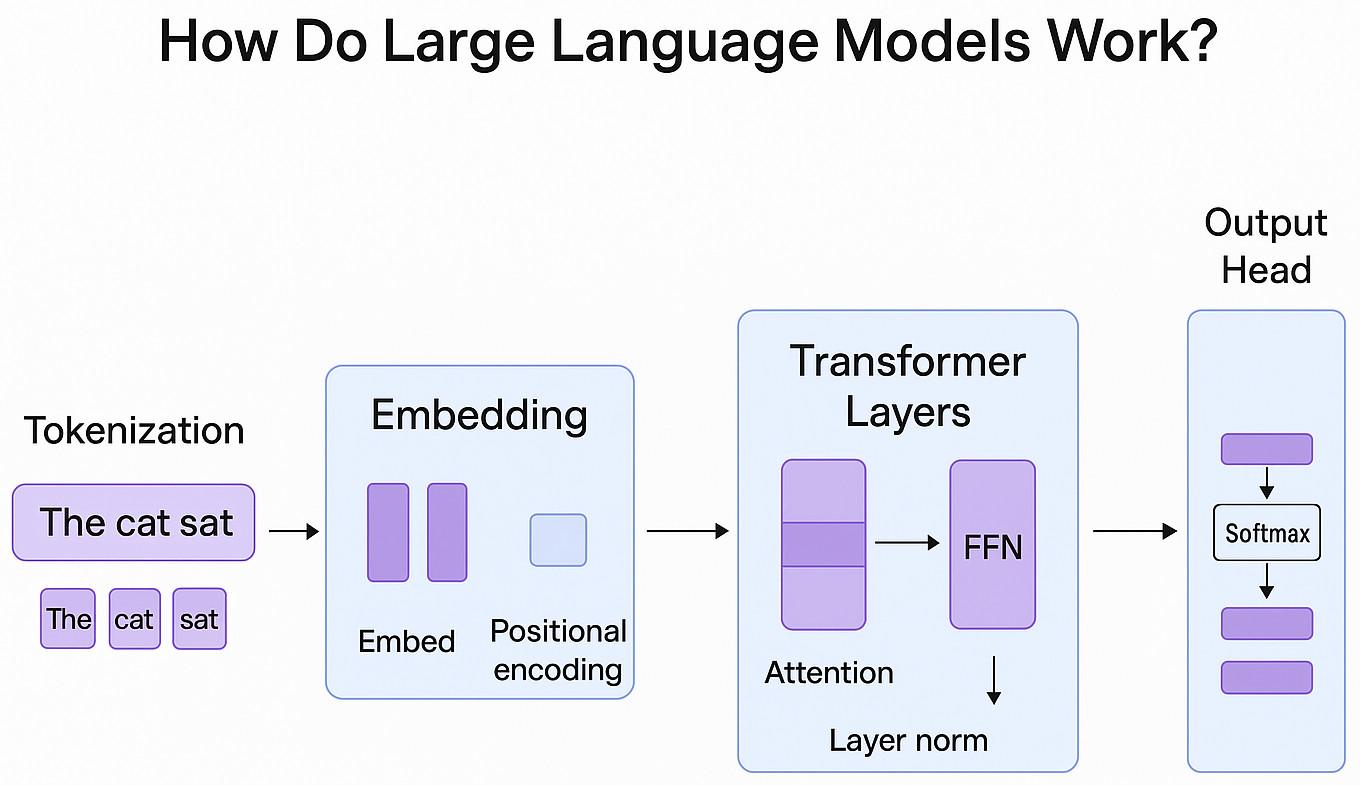 How Do Large Language Models Work?
Tokenization
The cat sat
The
cat
sat
Embedding
Embed
Positional
encoding
Transformer
Layers
Attention
FFN
Layer norm
Output
Head
Softmax